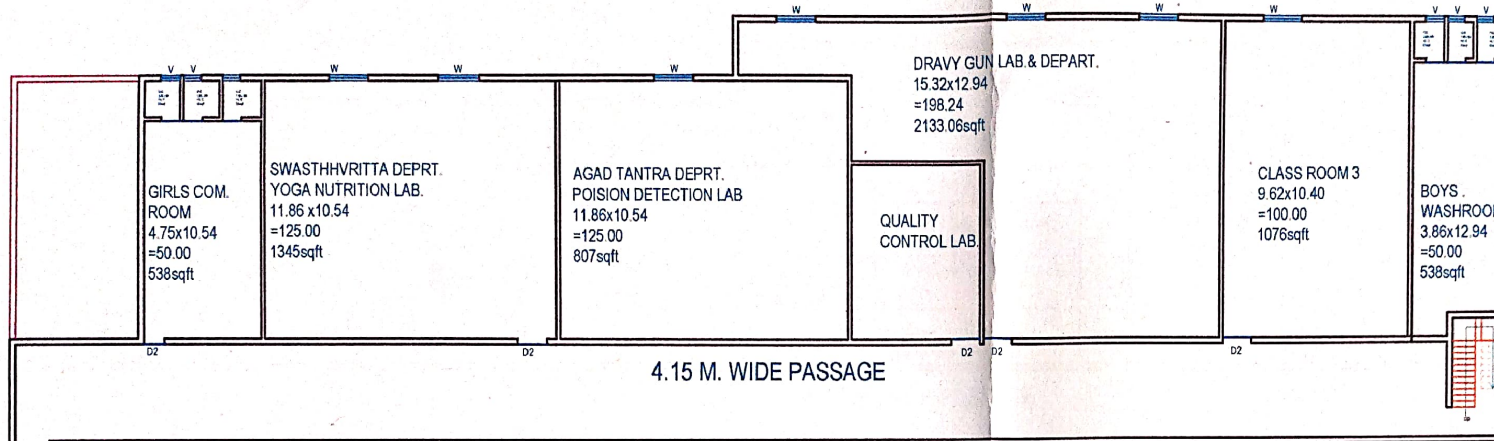 W
W
W
W
V
V
V
V
V
W
W
W
DRAVY GUN LAB.& DEPART.
15.32x12.94
=198.24
2133.06sqft
GIRLS COM.
ROOM
4.75x10.54
=50.00
538sqft
SWASTHHVRITTA DEPRT.
YOGA NUTRITION LAB.
11.86 x10.54
=125.00
1345sqft
AGAD TANTRA DEPRT.
POISION DETECTION LAB
11.86x10.54
=125.00
807sqft
QUALITY
CONTROL LAB.
CLASS ROOM 3
9.62x10.40
=100.00
1076sqft
BOYS .
3.86x12.94
=50.00
538sqft
D2
D2
D2
D2
D2
4.15 M. WIDE PASSAGE